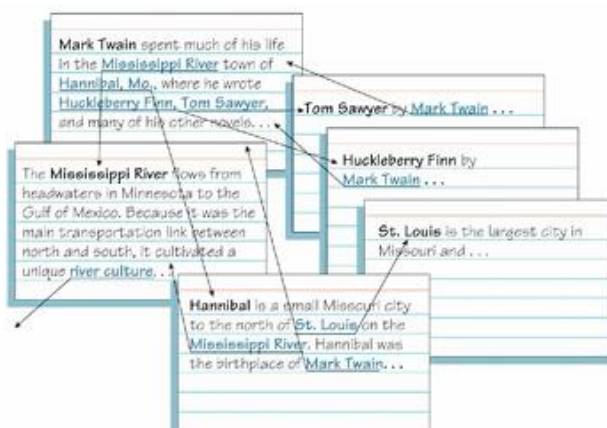 Mark Twain spent much of his life
in the Mississippi River town of
Hannibal, Mo., where he wrote
Huckleberry Finn, Tom Sawyer,
and many of his other novels. . .
Tom Sawyer by Mark Twain . . .
Huckleberry Finn by
Mark Twain . . .
The Mississippi River flows from
headwaters in Minnesota to the
Gulf of Mexico. Because it was the
main transportation link between
north and south, it cultivated a
unique river culture. . .
St. Louis is the largest city in
Missouri and . . .
Hannibal is a small Missouri city
to the north of St. Louis on the
Mississippi River. Hannibal was
the birthplace of Mark Twain. . .